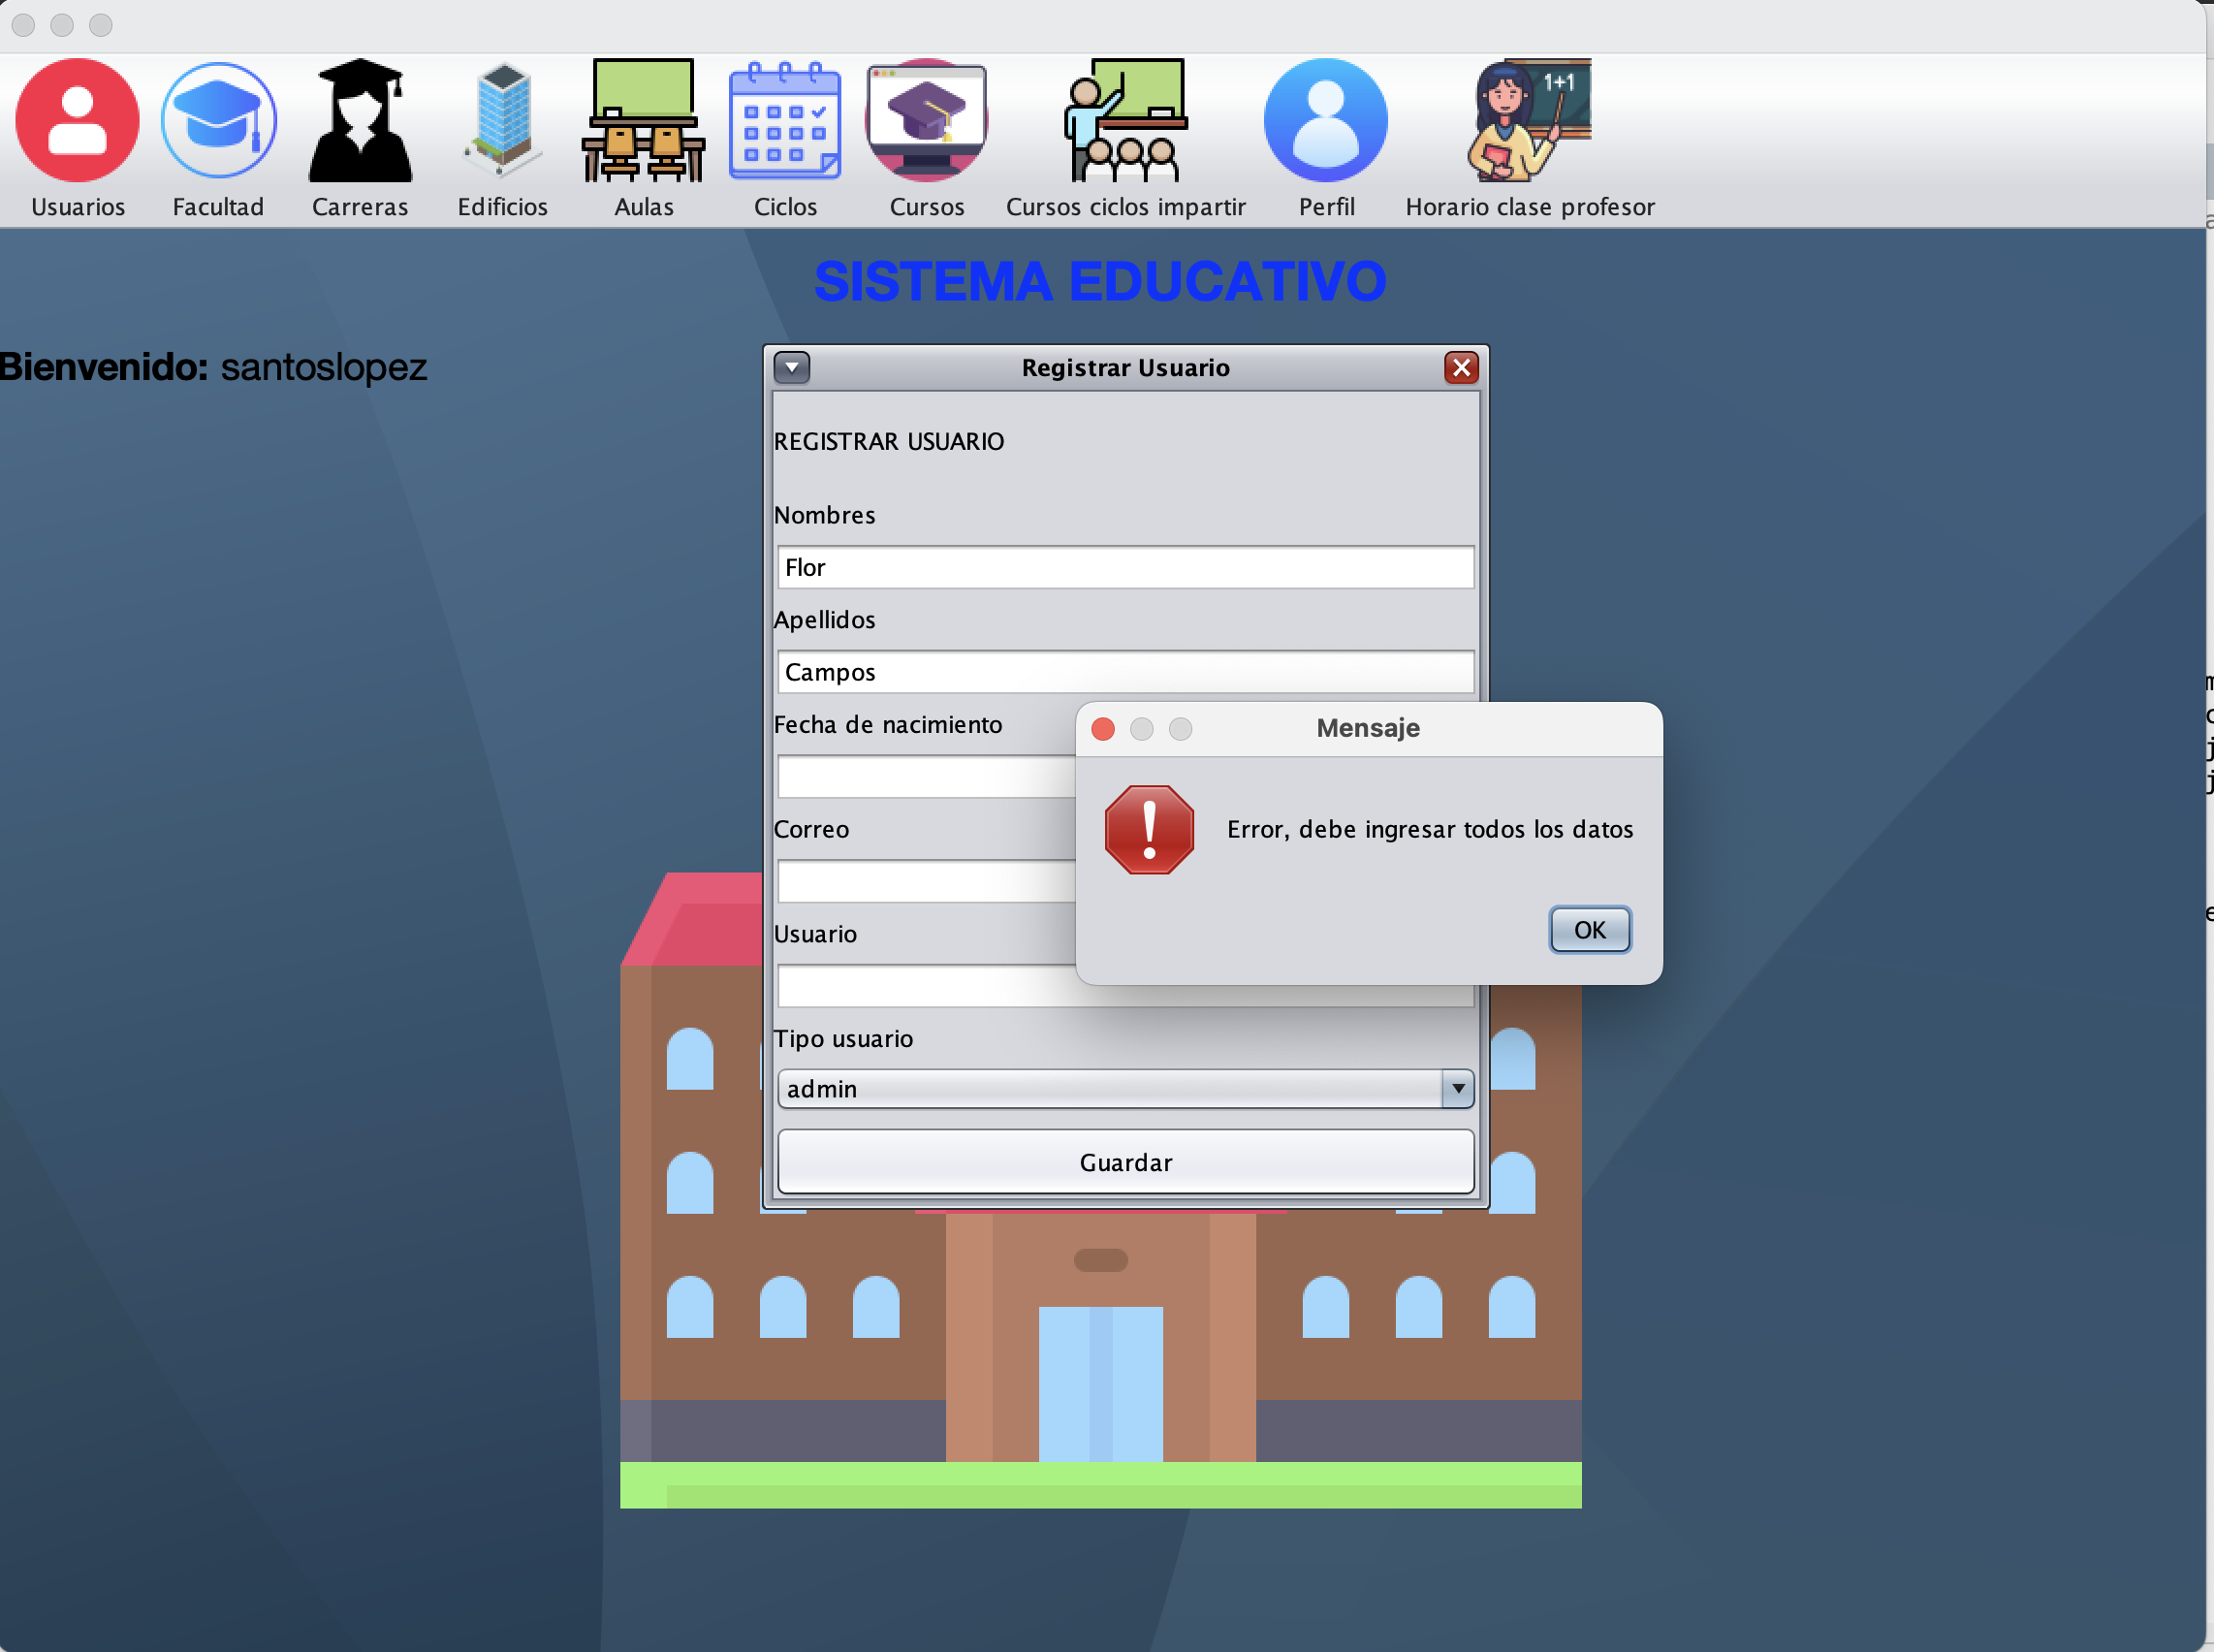 1+1
Usuarios Facultad Carreras Edificios Aulas Ciclos Cursos Cursos ciclos impartir Perfil Horario clase profesor
SISTEMA EDUCATIVO
Bienvenido: santoslopez
Registrar Usuario
REGISTRAR USUARIO
Nombres
Flor
Apellidos
Campos
Fecha de nacimiento
Correo
Usuario
Tipo usuario
admin
Guardar
Mensaje
Error, debe ingresar todos los datos
OK